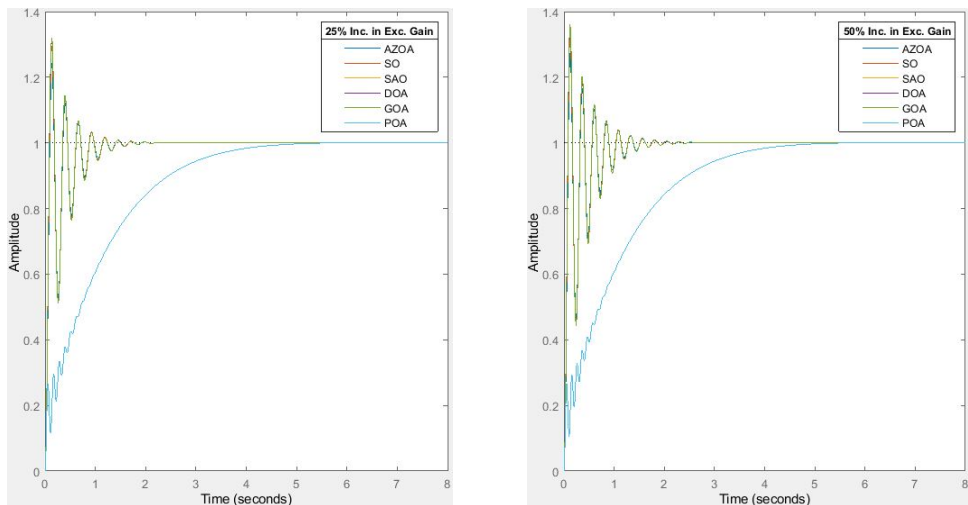 25% Inc. in Exc. Gain
AZOA
SO
SAO
DOA
GOA
POA
1.4
1.2
1
0.8
0.6
0.4
0.2
0
Amplitude
0 1 2 3 4 5 6 7 8
Time (seconds)
50% Inc. in Exc. Gain
AZOA
SO
SAO
DOA
GOA
POA
1.4
1.2
1
0.8
0.6
0.4
0.2
0
Amplitude
0 1 2 3 4 5 6 7 8
Time (seconds)